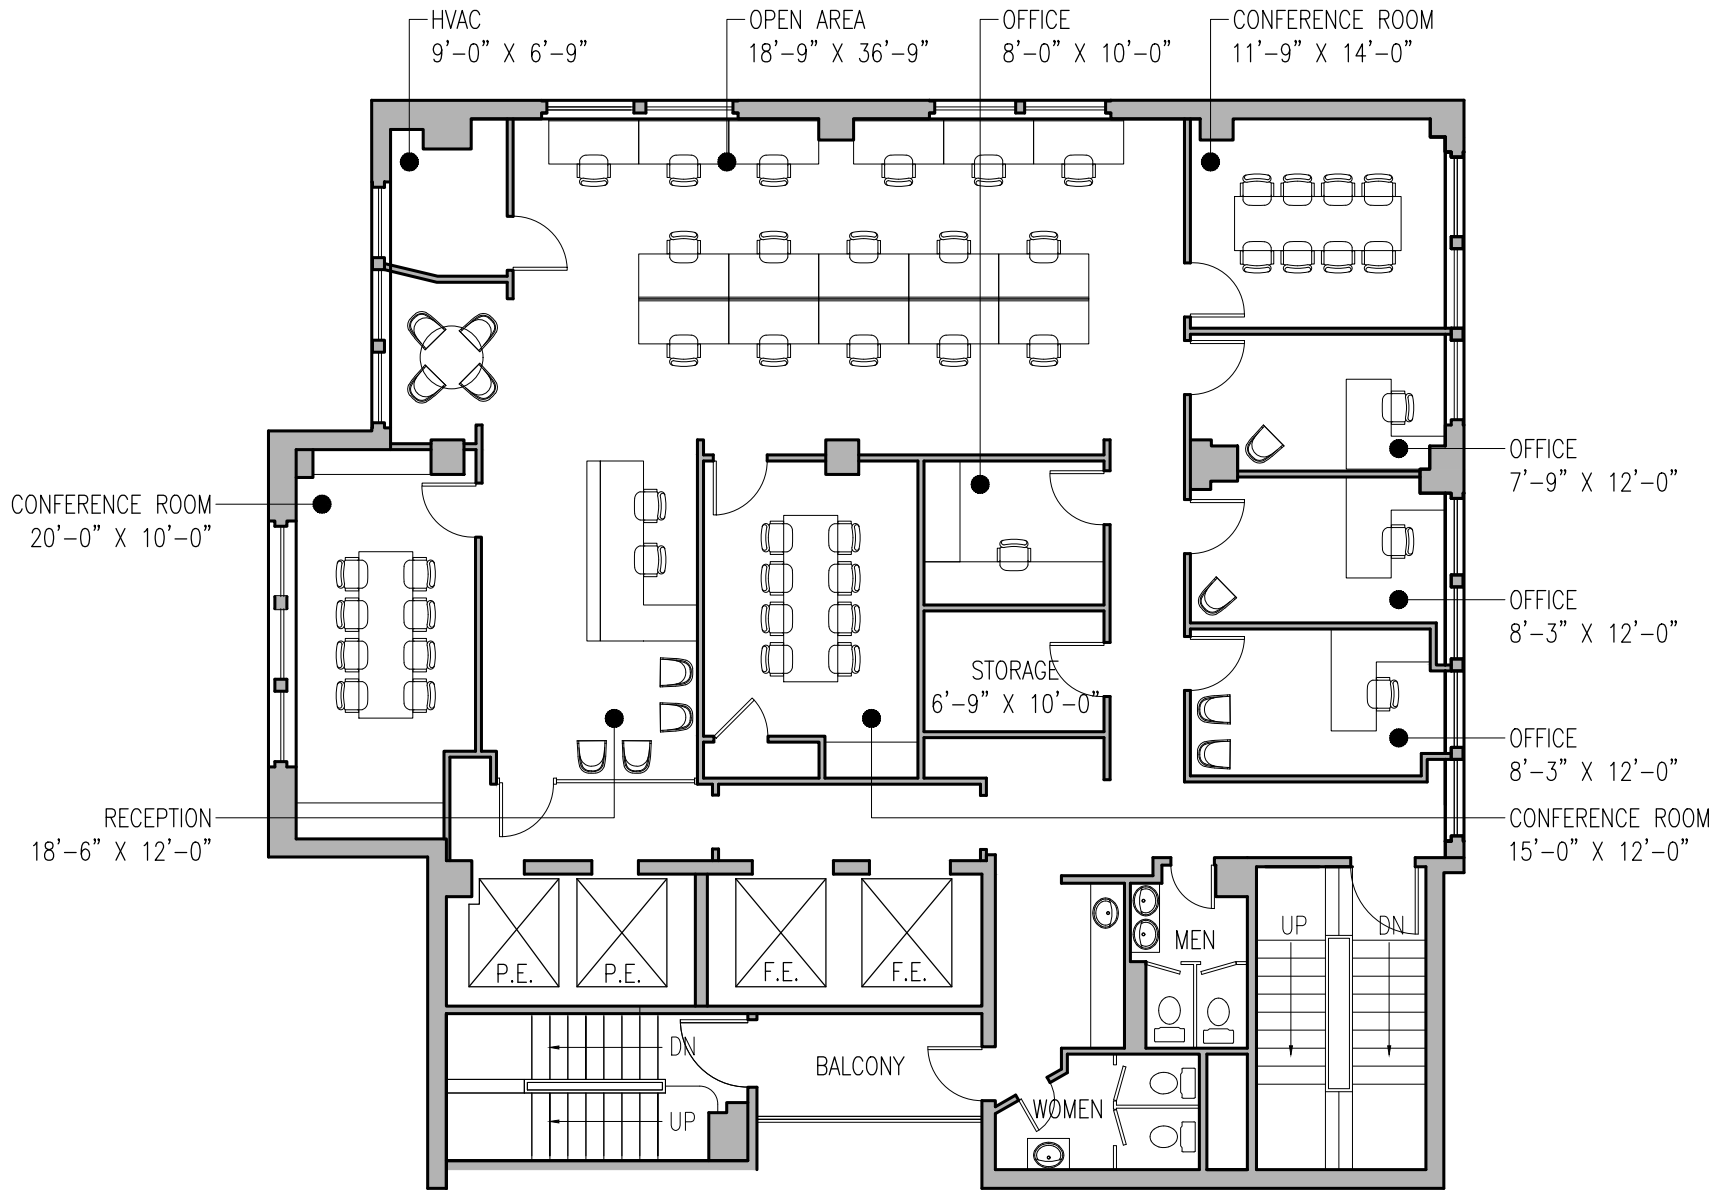 HVAC
9'-0" X 6'-9"
OPEN AREA
18'-9" X 36'-9"
OFFICE
8'-0" X 10'-0"
CONFERENCE ROOM
11'-9" X 14'-0"
OFFICE
7'-9" X 12'-0"
CONFERENCE ROOM
20'-0" X 10'-0"
OFFICE
8'-3" X 12'-0"
STORAGE
6'-9" X 10'-0"
OFFICE
8'-3" X 12'-0"
RECEPTION
18'-6" X 12'-0"
CONFERENCE ROOM
15'-0" X 12'-0"
UP
DN
MEN
P.E.
P.E.
F.E.
F.E.
DN
BALCONY
UP
WOMEN